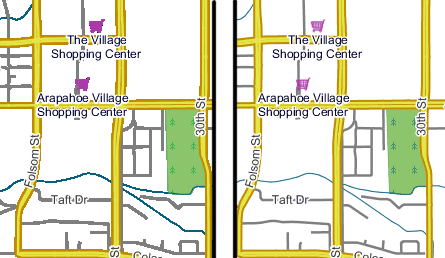 The Village
Shopping Center
Arapahoe Village
Shopping Center
30th St
Folsom St
Taft Dr
St
The Village
Shopping Center
Arapahoe Village
Shopping Center
30th St
Folsom St
Taft Dr
St